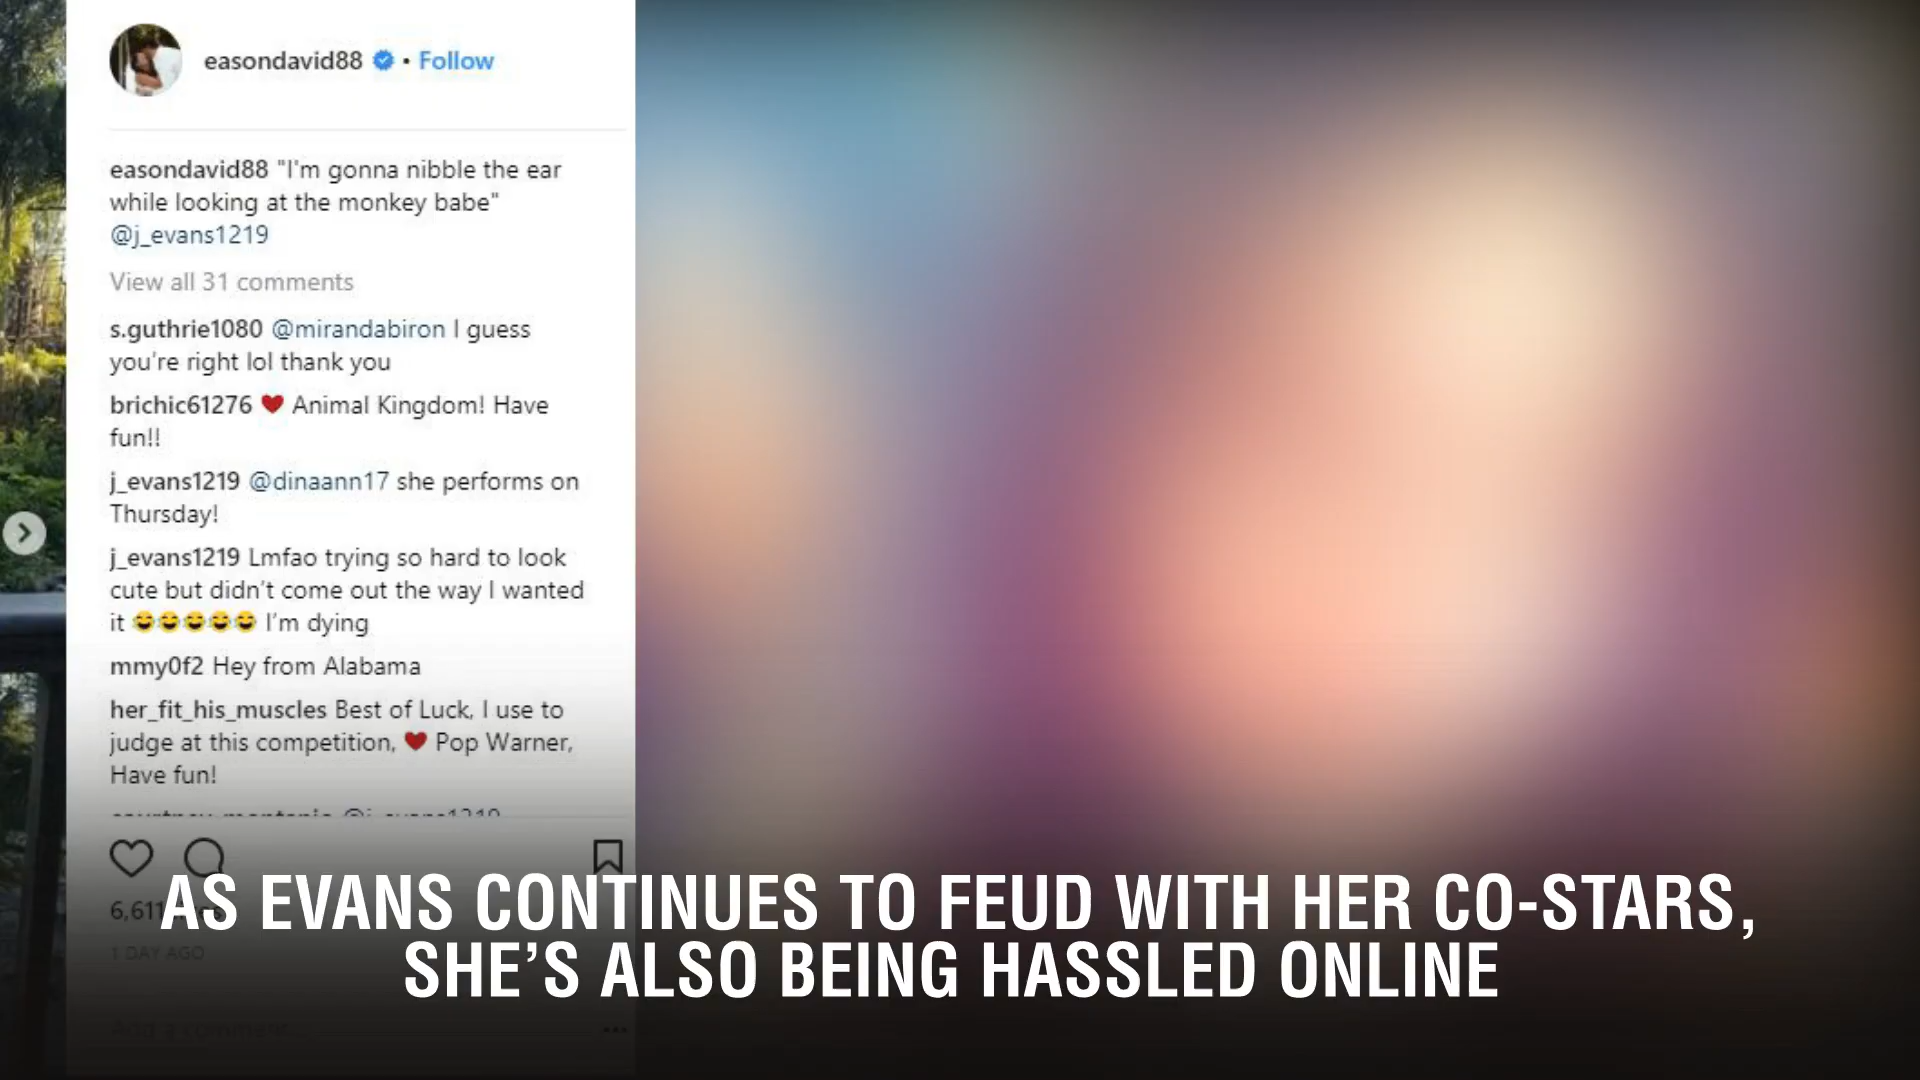 easondavid88 • Follow
easondavid88 "I'm gonna nibble the ear
while looking at the monkey babe"
@j_evans1219
View all 31 comments
s.guthrie1080 @mirandabiron I guess
you're right lol thank you
brichic61276 ❤ Animal Kingdom! Have
fun!!
j_evans1219 @dinaann17 she performs on
Thursday!
j_evans1219 Lmfao trying so hard to look
cute but didn't come out the way I wanted
it 😂😂😂😂😂 I'm dying
mmy0f2 Hey from Alabama
her_fit_his_muscles Best of Luck, I use to
judge at this competition, ❤ Pop Warner,
Have fun!
@j_evans1219
6,611
1 DAY AGO
Add a comment...
AS EVANS CONTINUES TO FEUD WITH HER CO-STARS,
SHE'S ALSO BEING HASSLED ONLINE